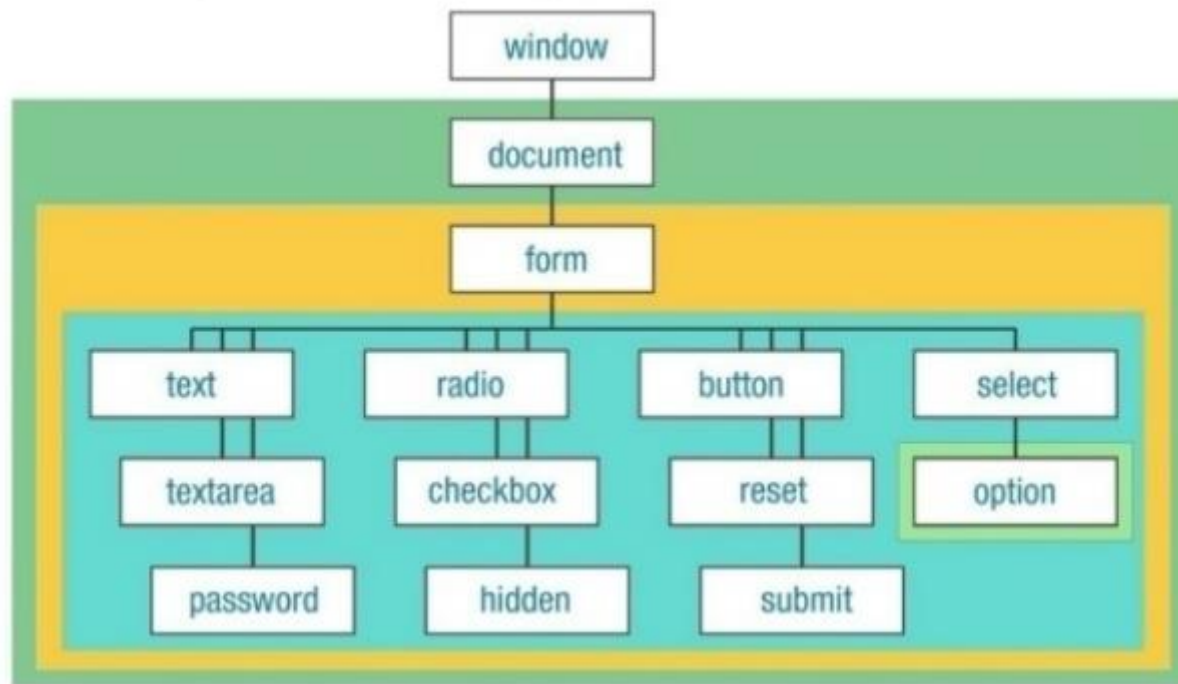 window
document
form
text
radio
button
select
textarea
checkbox
reset
option
password
hidden
submit